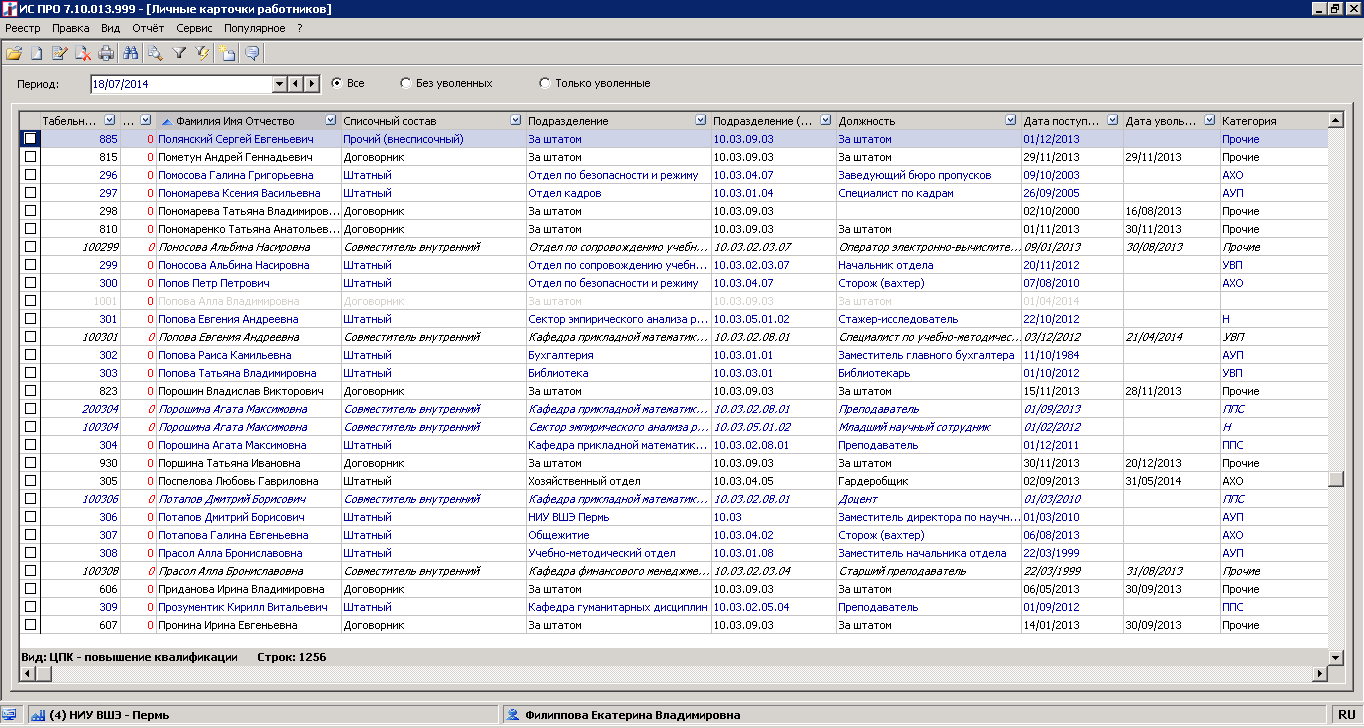 ИС ПРО 7.10.013.999 - [Личные карточки работников]
Реестр Правка Вид Отчёт Сервис Популярное ?
Период: 18/07/2014 Все Без уволенных Только уволенные
Табельн... ... Фамилия Имя Отчество Списочный состав Подразделение Подразделение (... Должность Дата поступ... Дата уволь... Категория
885 0 Полянский Сергей Евгеньевич Прочий (внесписочный) За штатом 10.03.09.03 За штатом 01/12/2013 Прочие
815 0 Пометун Андрей Геннадьевич Договорник За штатом 10.03.09.03 За штатом 29/11/2013 29/11/2013 Прочие
296 0 Помосова Галина Григорьевна Штатный Отдел по безопасности и режиму 10.03.04.07 Заведующий бюро пропусков 09/10/2003 АХО
297 0 Пономарева Ксения Васильевна Штатный Отдел кадров 10.03.01.04 Специалист по кадрам 26/09/2005 АУП
298 0 Пономарева Татьяна Владимиров... Договорник За штатом 10.03.09.03 02/10/2000 16/08/2013 Прочие
810 0 Пономаренко Татьяна Анатольев... Договорник За штатом 10.03.09.03 За штатом 01/11/2013 30/11/2013 Прочие
100299 0 Поносова Альбина Насировна Совместитель внутренний Отдел по сопровождению учебн... 10.03.02.03.07 Оператор электронно-вычислите... 09/01/2013 30/08/2013 Прочие
299 0 Поносова Альбина Насировна Штатный Отдел по сопровождению учебн... 10.03.02.03.07 Начальник отдела 20/11/2012 УВП
300 0 Попов Петр Петрович Штатный Отдел по безопасности и режиму 10.03.04.07 Сторож (вахтер) 07/08/2010 АХО
1001 0 Попова Алла Владимировна Договорник За штатом 10.03.09.03 За штатом 01/04/2014
301 0 Попова Евгения Андреевна Штатный Сектор эмпирического анализа р... 10.03.05.01.02 Стажер-исследователь 22/10/2012 Н
100301 0 Попова Евгения Андреевна Совместитель внутренний Кафедра прикладной математик... 10.03.02.08.01 Специалист по учебно-методичес... 03/12/2012 21/04/2014 УВП
302 0 Попова Раиса Камильевна Штатный Бухгалтерия 10.03.01.01 Заместитель главного бухгалтера 11/10/1984 АУП
303 0 Попова Татьяна Владимировна Штатный Библиотека 10.03.03.01 Библиотекарь 01/10/2012 УВП
823 0 Порошин Владислав Викторович Договорник За штатом 10.03.09.03 За штатом 15/11/2013 28/11/2013 Прочие
200304 0 Порошина Агата Максимовна Совместитель внутренний Кафедра прикладной математик... 10.03.02.08.01 Преподаватель 01/09/2013 ППС
100304 0 Порошина Агата Максимовна Совместитель внутренний Сектор эмпирического анализа р... 10.03.05.01.02 Младший научный сотрудник 01/02/2012 Н
304 0 Порошина Агата Максимовна Штатный Кафедра прикладной математик... 10.03.02.08.01 Преподаватель 01/12/2011 ППС
930 0 Поршина Татьяна Ивановна Договорник За штатом 10.03.09.03 За штатом 30/11/2013 20/12/2013 Прочие
305 0 Поспелова Любовь Гавриловна Штатный Хозяйственный отдел 10.03.04.05 Гардеробщик 02/09/2013 31/05/2014 АХО
100306 0 Потапов Дмитрий Борисович Совместитель внутренний Кафедра прикладной математик... 10.03.02.08.01 Доцент 01/03/2010 ППС
306 0 Потапов Дмитрий Борисович Штатный НИУ ВШЭ Пермь 10.03 Заместитель директора по научн... 01/03/2010 АУП
307 0 Потапова Галина Евгеньевна Штатный Общежитие 10.03.04.02 Сторож (вахтер) 06/08/2013 АХО
308 0 Прасол Алла Брониславовна Штатный Учебно-методический отдел 10.03.01.08 Заместитель начальника отдела 22/03/1999 АУП
100308 0 Прасол Алла Брониславовна Совместитель внутренний Кафедра финансового менеджме... 10.03.02.03.04 Старший преподаватель 22/03/1999 31/08/2013 Прочие
606 0 Приданова Ирина Владимировна Договорник За штатом 10.03.09.03 За штатом 06/05/2013 30/09/2013 Прочие
309 0 Прозументик Кирилл Витальевич Штатный Кафедра гуманитарных дисциплин 10.03.02.05.04 Преподаватель 01/09/2012 ППС
607 0 Пронина Ирина Евгеньевна Договорник За штатом 10.03.09.03 За штатом 14/01/2013 30/09/2013 Прочие
Вид: ЦПК - повышение квалификации Строк: 1256
(4) НИУ ВШЭ - Пермь Филиппова Екатерина Владимировна RU